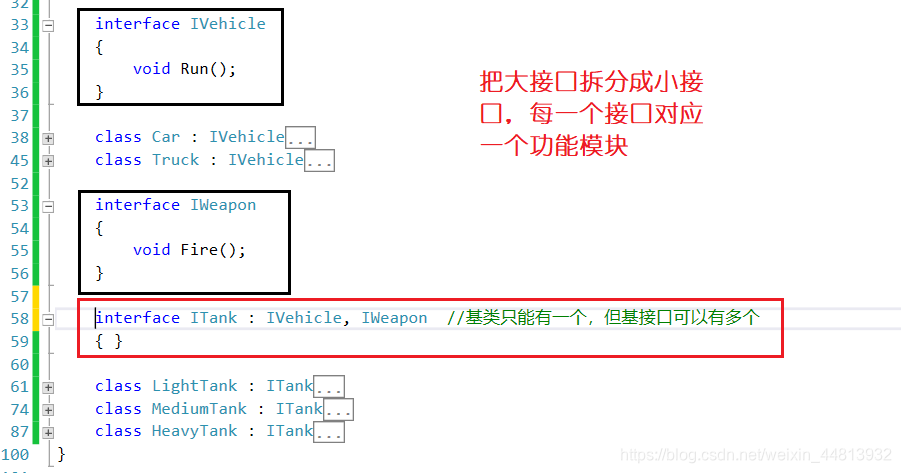 32
33 interface IVehicle
34 {
35 void Run();
36 }
37
把大接口拆分成小接
口，每一个接口对应
一个功能模块
38 class Car : IVehicle...
45 class Truck : IVehicle...
52
53 interface IWeapon
54 {
55 void Fire();
56 }
57
58 interface ITank : IVehicle, IWeapon //基类只能有一个，但基接口可以有多个
59 { }
60
61 class LightTank : ITank...
74 class MediumTank : ITank...
87 class HeavyTank : ITank...
100 }
https://blog.csdn.net/weixin_44813932